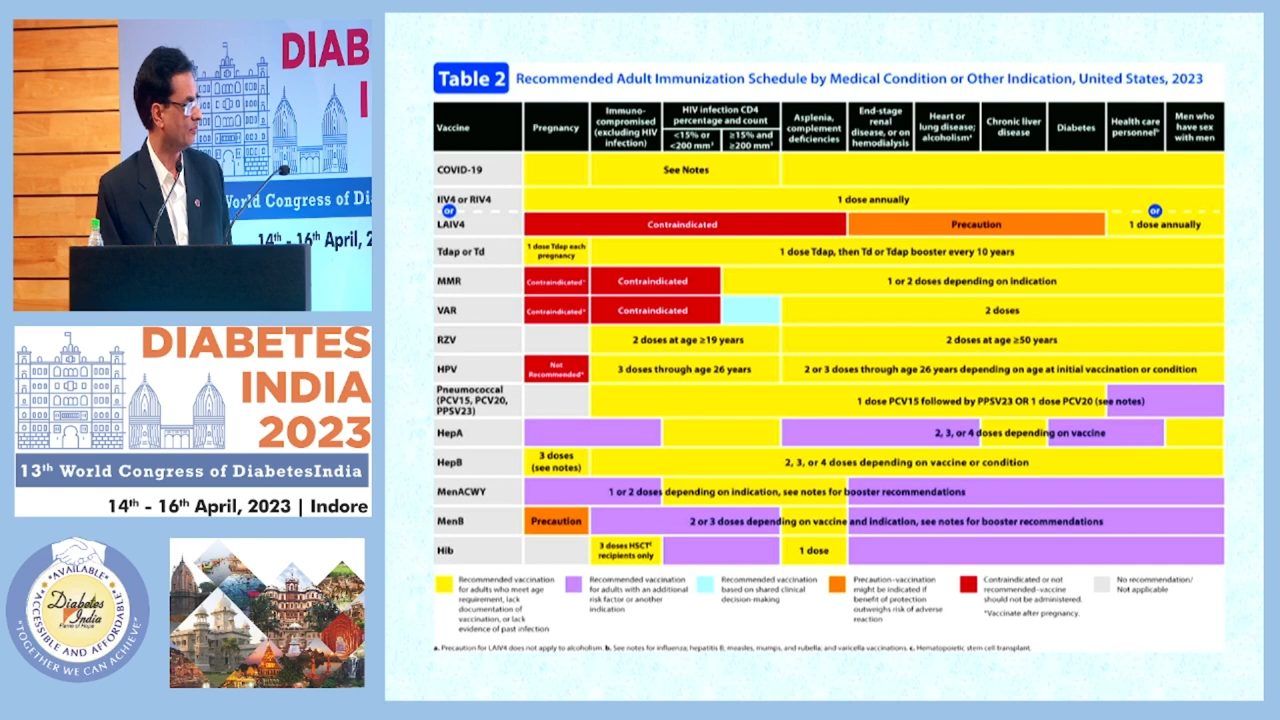 DIAB
I
World Congress of Di
14th - 16th April, 2
DIABETES
INDIA
2023
13th World Congress of DiabetesIndia
14th - 16th April, 2023 | Indore
"AVAILABLE"
ACCESSIBLE AND AFFORDABLE
Diabetes
India
"TOGETHER WE CAN ACHIEVE"
Table 2 Recommended Adult Immunization Schedule by Medical Condition or Other Indication, United States, 2023
Vaccine
Pregnancy
Immuno-
compromised
(excluding HIV
infection)
HIV infection CD4
percentage and count
<15% or
<200 mm³
≥15% and
≥200 mm³
Asplenia,
complement
deficiencies
End-stage
renal
disease, or on
hemodialysis
Heart or
lung disease;
alcoholismᵃ
Chronic liver
disease
Diabetes
Health care
personnelᵇ
Men who
have sex
with men
COVID-19 See Notes
IIV4 or RIV4 1 dose annually
or or
LAIV4 Contraindicated Precaution 1 dose annually
Tdap or Td 1 dose Tdap each
pregnancy 1 dose Tdap, then Td or Tdap booster every 10 years
MMR Contraindicated* Contraindicated 1 or 2 doses depending on indication
VAR Contraindicated* Contraindicated 2 doses
RZV 2 doses at age ≥19 years 2 doses at age ≥50 years
HPV Not
Recommended* 3 doses through age 26 years 2 or 3 doses through age 26 years depending on age at initial vaccination or condition
Pneumococcal
(PCV15, PCV20,
PPSV23) 1 dose PCV15 followed by PPSV23 OR 1 dose PCV20 (see notes)
HepA 2, 3, or 4 doses depending on vaccine
HepB 3 doses
(see notes) 2, 3, or 4 doses depending on vaccine or condition
MenACWY 1 or 2 doses depending on indication, see notes for booster recommendations
MenB Precaution 2 or 3 doses depending on vaccine and indication, see notes for booster recommendations
Hib 3 doses HSCTᶜ
recipients only 1 dose
Recommended vaccination
for adults who meet age
requirement, lack
documentation of
vaccination, or lack
evidence of past infection
Recommended vaccination
for adults with an additional
risk factor or another
indication
Recommended vaccination
based on shared clinical
decision-making
Precaution–vaccination
might be indicated if
benefit of protection
outweighs risk of adverse
reaction
Contraindicated or not
recommended–vaccine
should not be administered.
*Vaccinate after pregnancy.
No recommendation/
Not applicable
a. Precaution for LAIV4 does not apply to alcoholism. b. See notes for influenza; hepatitis B; measles, mumps, and rubella; and varicella vaccinations. c. Hematopoietic stem cell transplant.